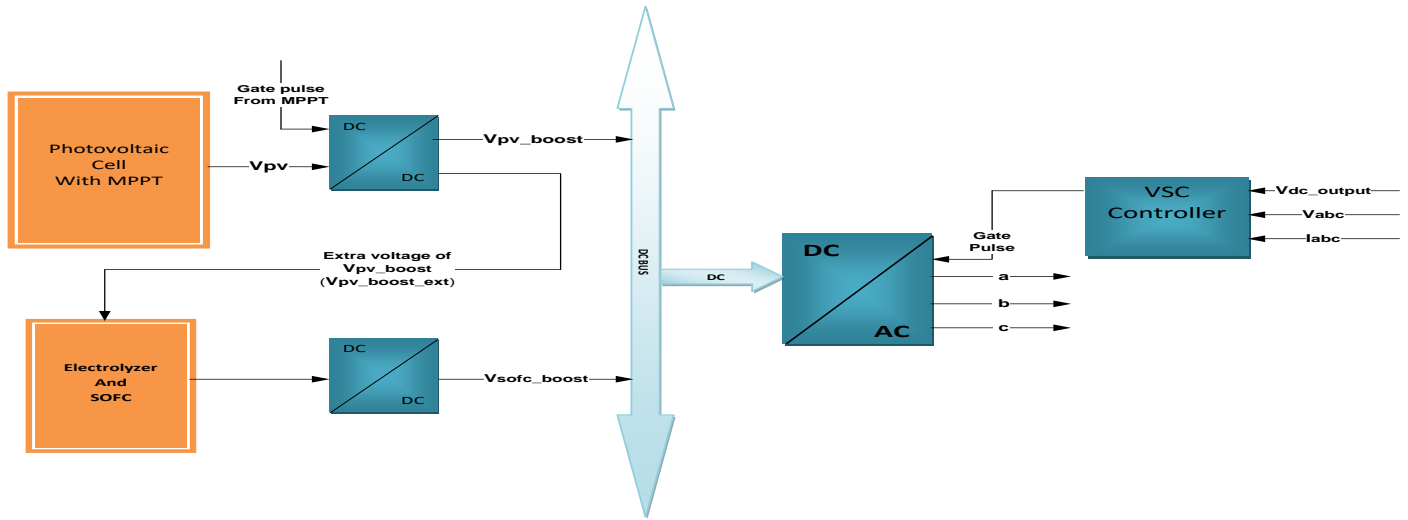 Gate pulse
From MPPT
Photovoltaic
Cell
With MPPT
Vpv
DC
DC
Vpv_boost
Extra voltage of
Vpv_boost
(Vpv_boost_ext)
Electrolyzer
And
SOFC
DC
DC
Vsofc_boost
DC BUS
DC
DC
AC
Gate
Pulse
a
b
c
VSC
Controller
Vdc_output
Vabc
Iabc